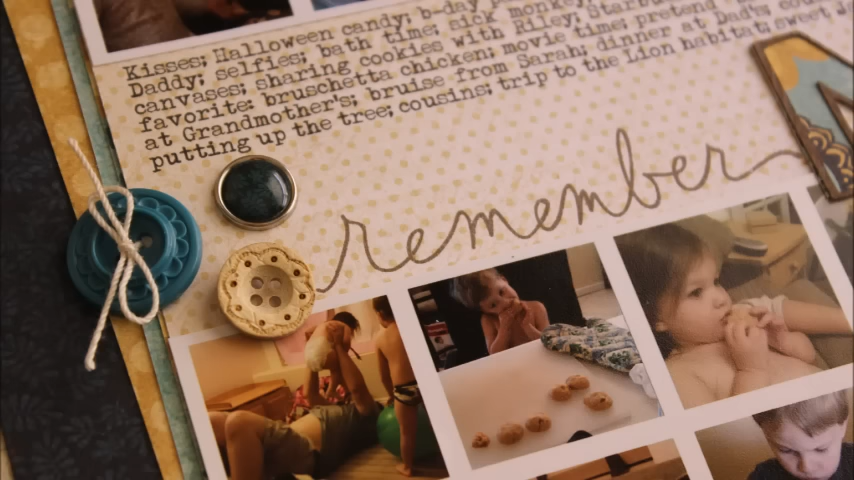 Kisses; Halloween candy; b-day
Daddy; selfies; bath time; sick monkey;
canvases; sharing cookies with Riley; Starbu
favorite: bruschetta chicken; movie time; pretend
at Grandmother's; bruise from Sarah; dinner at Dad's
putting up the tree; cousins; trip to the Lion habitat; sweet
remember